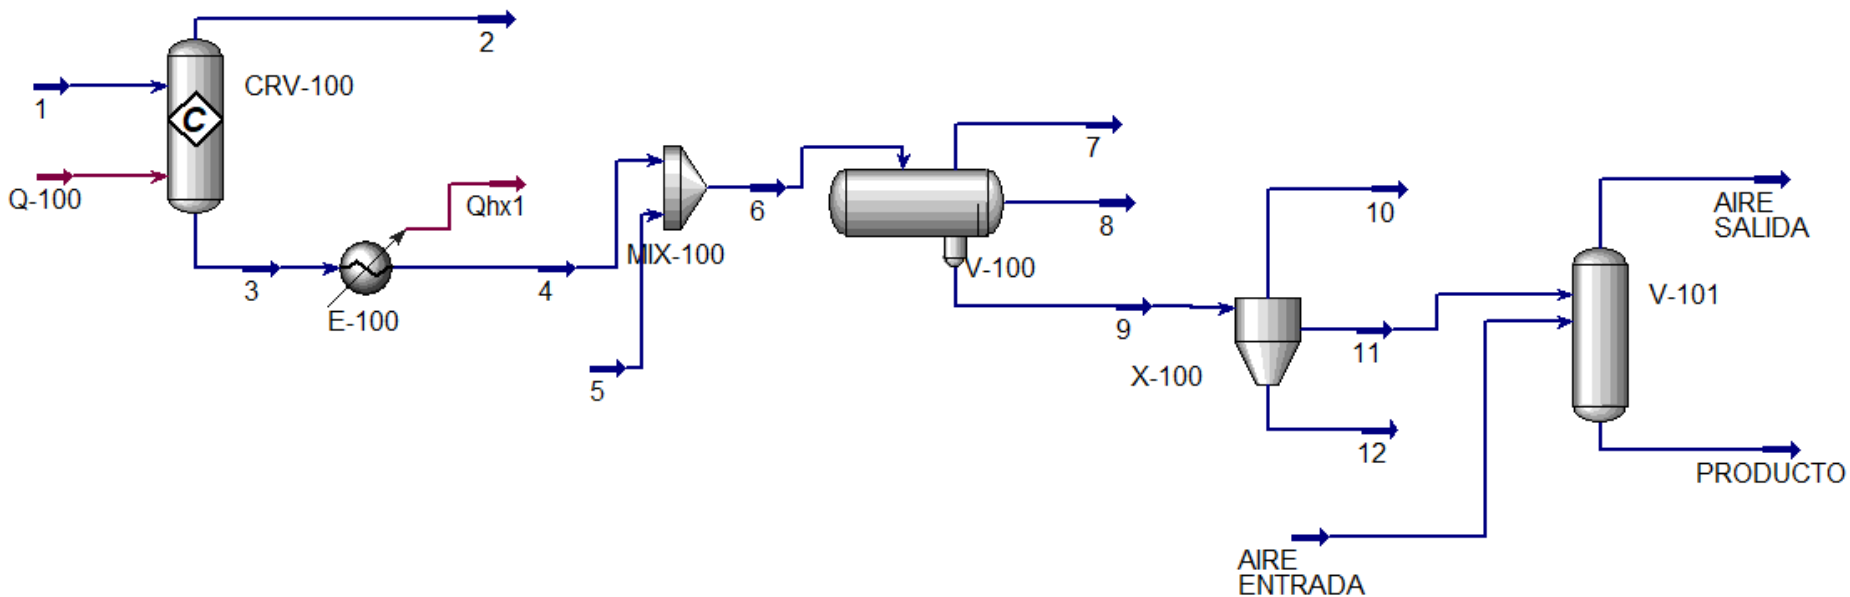 2
CRV-100
1
C
Q-100
Qhx1
3
E-100
4
MIX-100
5
6
7
8
V-100
9
10
X-100
11
12
AIRE
SALIDA
V-101
PRODUCTO
AIRE
ENTRADA